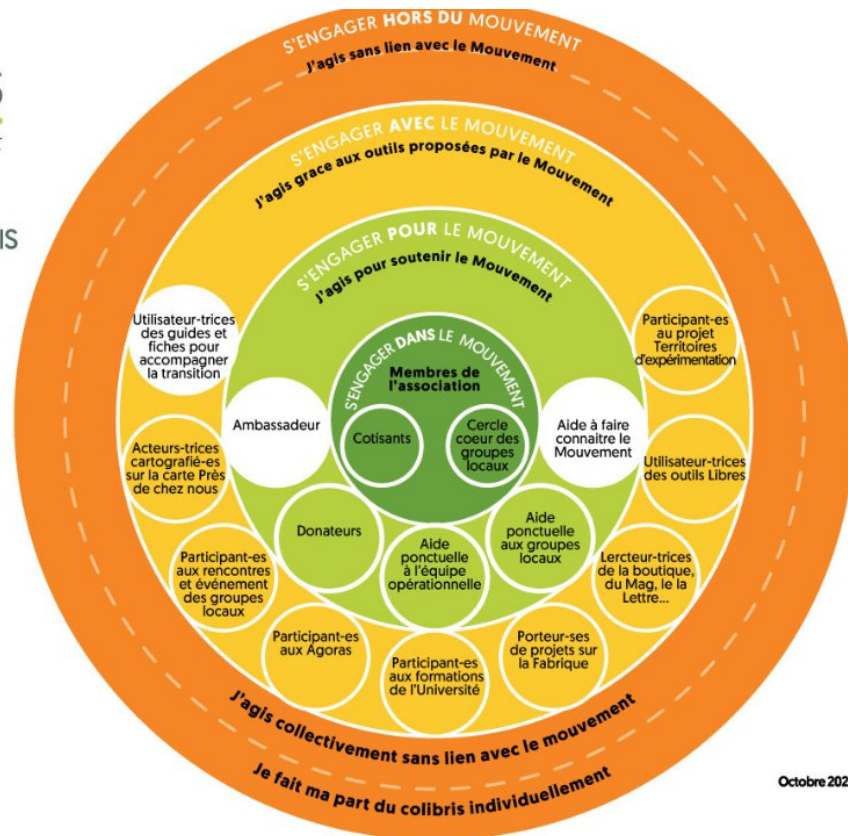 S'ENGAGER HORS DU MOUVEMENT
J'agis sans lien avec le Mouvement
S'ENGAGER AVEC LE MOUVEMENT
J'agis grace aux outils proposées par le Mouvement
S'ENGAGER POUR LE MOUVEMENT
J'agis pour soutenir le Mouvement
S'ENGAGER DANS LE MOUVEMENT
Membres de
l'association
Cotisants
Cercle
coeur des
groupes
locaux
Ambassadeur
Aide à faire
connaitre le
Mouvement
Donateurs
Aide
ponctuelle
à l'équipe
opérationnelle
Aide
ponctuelle
aux groupes
locaux
Utilisateur-trices
des guides et
fiches pour
accompagner
la transition
Participant-es
au projet
Territoires
d'expérimentation
Acteurs-trices
cartografié-es
sur la carte Près
de chez nous
Utilisateur-trices
des outils Libres
Participant-es
aux rencontres
et événement
des groupes
locaux
Lercteur-trices
de la boutique,
du Mag, le la
Lettre...
Participant-es
aux Agoras
Participant-es
aux formations
de l'Université
Porteur-ses
de projets sur
la Fabrique
J'agis collectivement sans lien avec le mouvement
Je fait ma part du colibris individuellement
Octobre 202